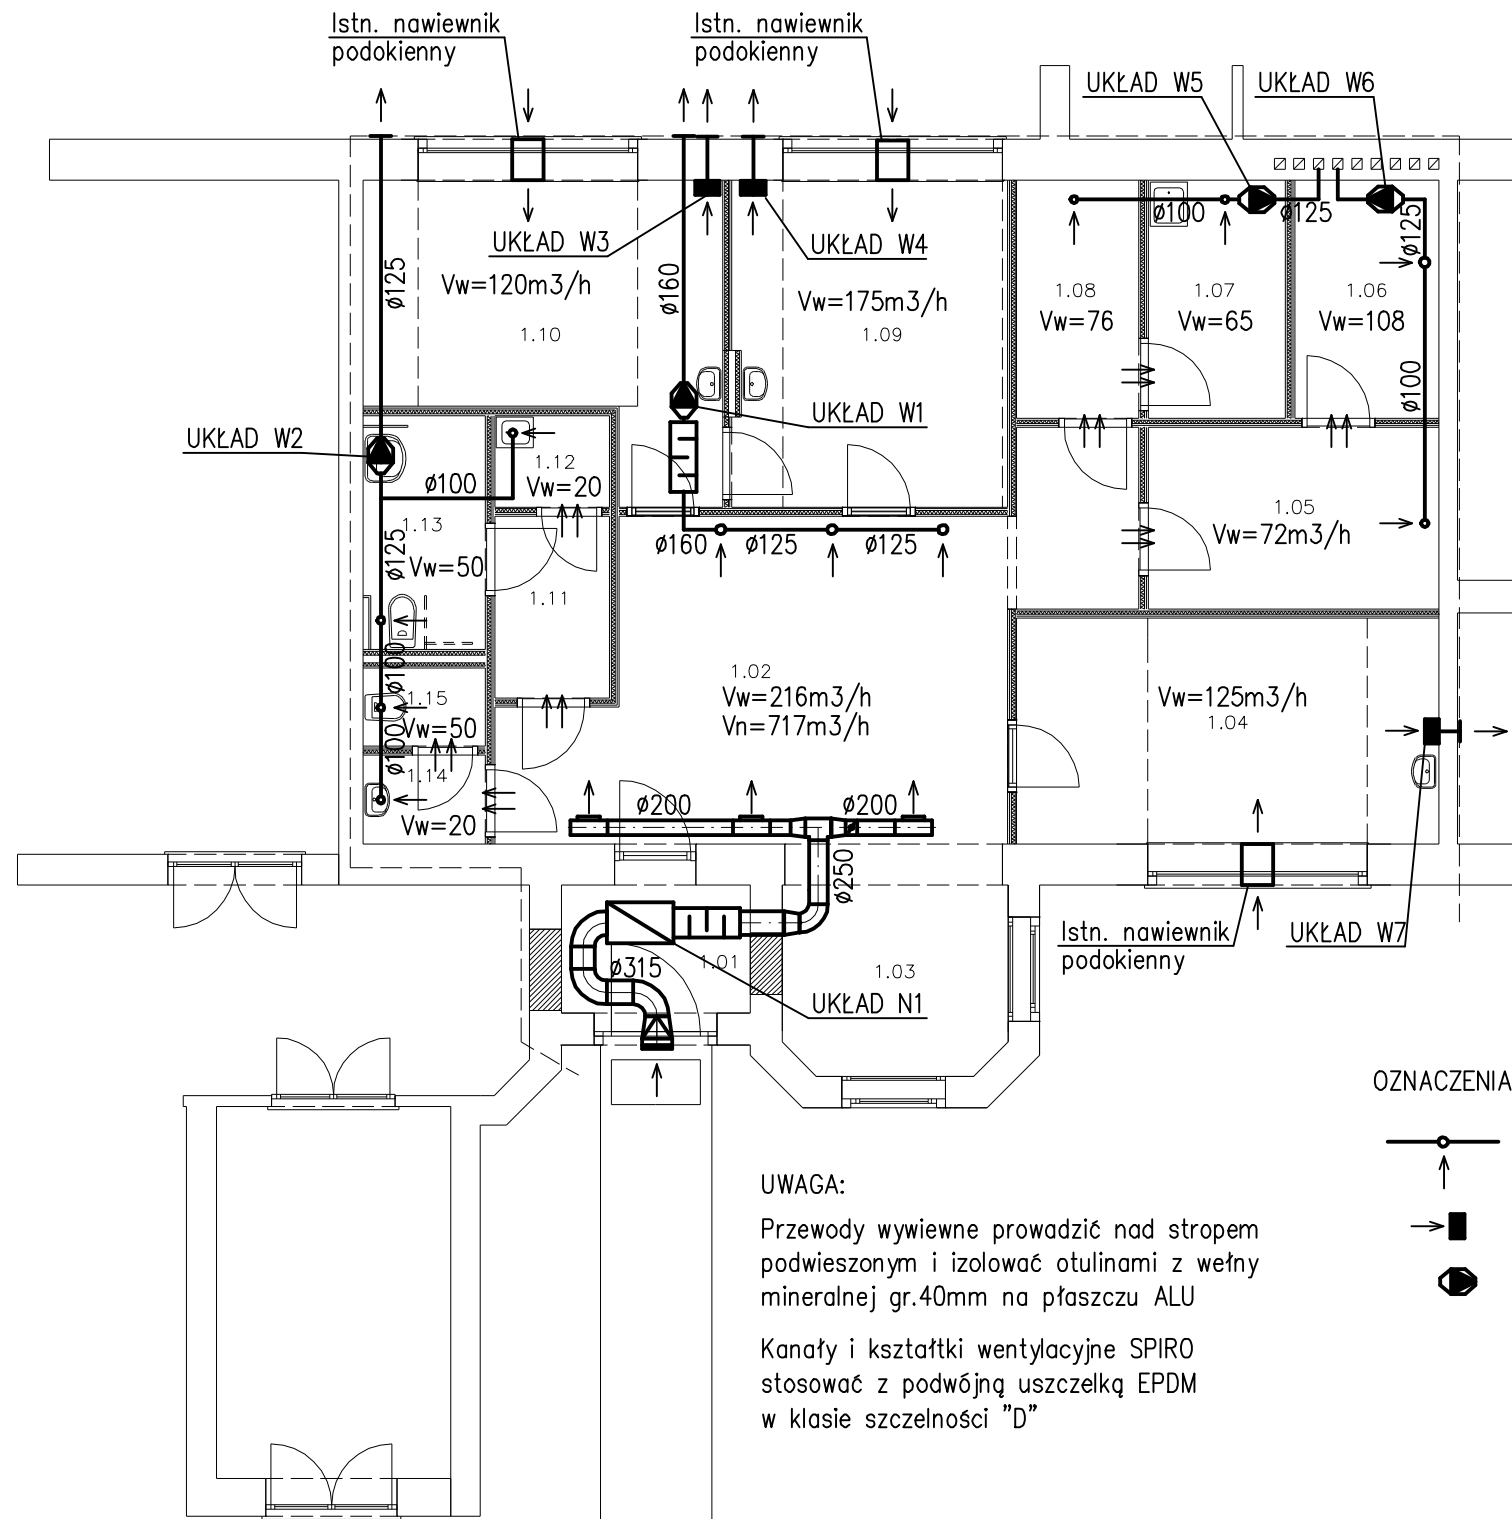 Istn. nawiewnik
podokienny
Istn. nawiewnik
podokienny
UKŁAD W5
UKŁAD W6
UKŁAD W3
UKŁAD W4
Vw=120m3/h
1.10
Vw=175m3/h
1.09
1.08
Vw=76
1.07
Vw=65
1.06
Vw=108
ø100
ø125
ø125
ø100
ø125
ø160
UKŁAD W1
UKŁAD W2
ø100
1.12
Vw=20
1.13
Vw=50
ø125
ø160
ø125
ø125
1.05
Vw=72m3/h
1.11
ø100
1.02
Vw=216m3/h
Vn=717m3/h
Vw=125m3/h
1.04
1.15
Vw=50
ø100
1.14
Vw=20
ø200
ø200
ø250
Istn. nawiewnik
podokienny
UKŁAD W7
ø315
1.01
1.03
UKŁAD N1
OZNACZENIA
UWAGA:
Przewody wywiewne prowadzić nad stropem
podwieszonym i izolować otulinami z wełny
mineralnej gr.40mm na płaszczu ALU
Kanały i kształtki wentylacyjne SPIRO
stosować z podwójną uszczelką EPDM
w klasie szczelności "D"